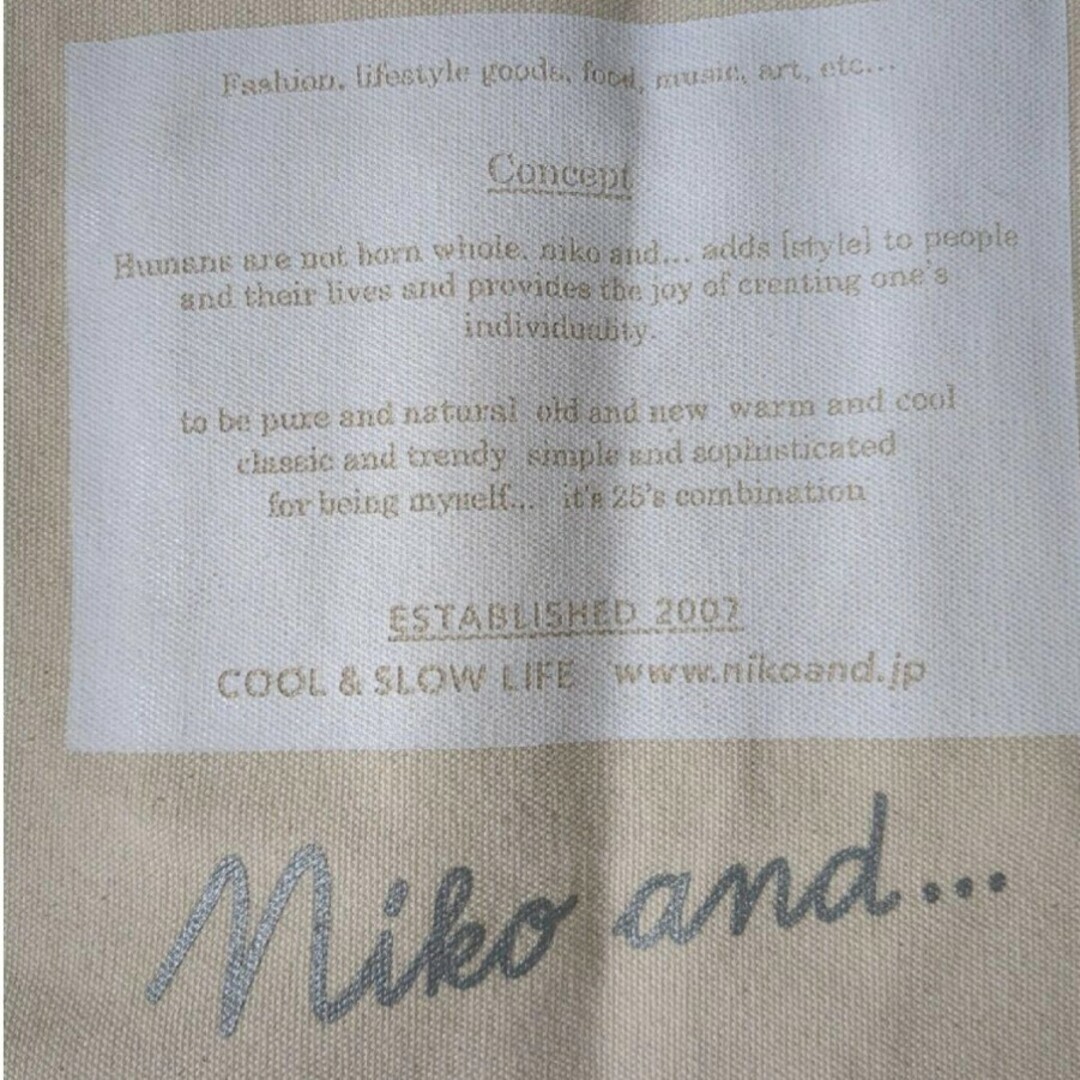 Fashion, lifestyle goods, food, music, art, etc...
Concept
Humans are not born whole. niko and... adds [style] to people
and their lives and provides the joy of creating one's
individuality.
to be pure and natural old and new warm and cool
classic and trendy simple and sophisticated
for being myself... it's 25's combination
ESTABLISHED 2007
COOL & SLOW LIFE www.nikoand.jp
Niko and...